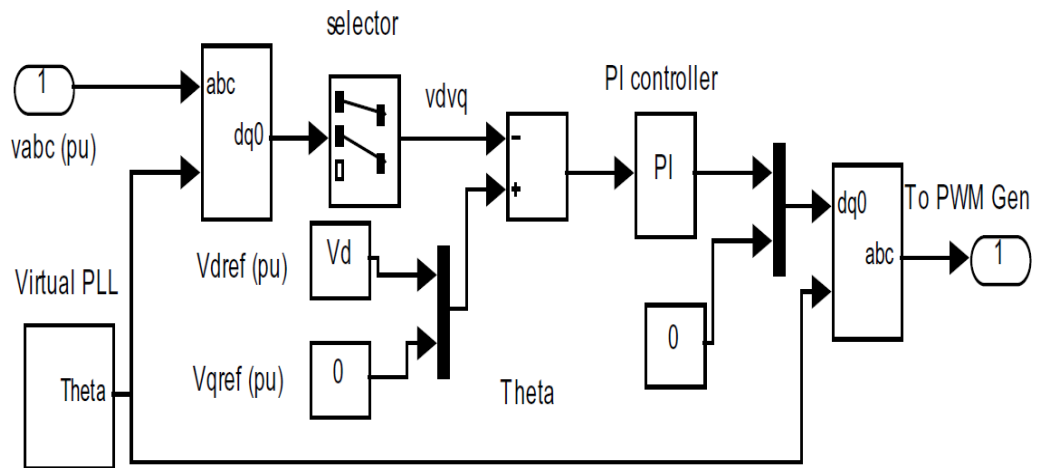 selector
1
vabc (pu)
abc
dq0
vdvq
-
+
PI controller
PI
dq0
abc
To PWM Gen
1
Vdref (pu)
Vd
Virtual PLL
Theta
Vqref (pu)
0
Theta
0